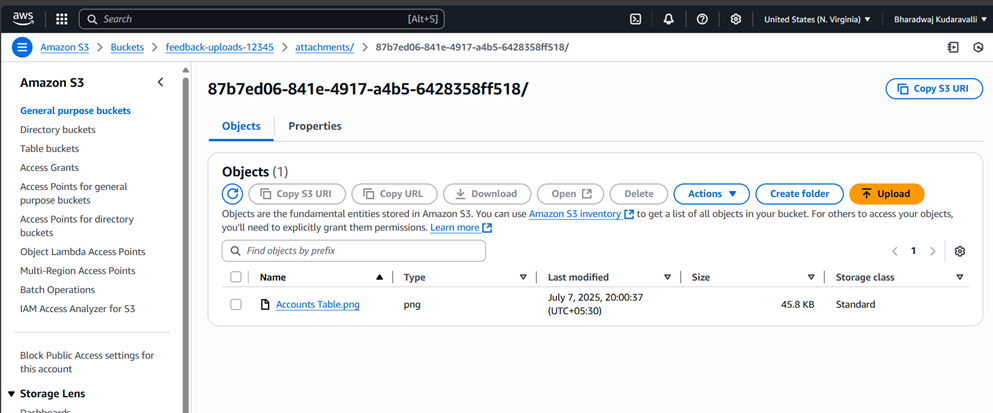 aws
Search [Alt+S]
United States (N. Virginia)
Bharadwaj Kudaravalli
Amazon S3 > Buckets > feedback-uploads-12345 > attachments/ > 87b7ed06-841e-4917-a4b5-6428358ff518/
Amazon S3
General purpose buckets
Directory buckets
Table buckets
Access Grants
Access Points for general
purpose buckets
Access Points for directory
buckets
Object Lambda Access Points
Multi-Region Access Points
Batch Operations
IAM Access Analyzer for S3
Block Public Access settings for
this account
Storage Lens
Dashboards
87b7ed06-841e-4917-a4b5-6428358ff518/
Copy S3 URI
Objects
Properties
Objects (1)
Copy S3 URI
Copy URL
Download
Open
Delete
Actions
Create folder
Upload
Objects are the fundamental entities stored in Amazon S3. You can use Amazon S3 inventory to get a list of all objects in your bucket. For others to access your objects,
you'll need to explicitly grant them permissions. Learn more
Find objects by prefix
1
Name
Type
Last modified
Size
Storage class
Accounts Table.png
png
July 7, 2025, 20:00:37
(UTC+05:30)
45.8 KB
Standard